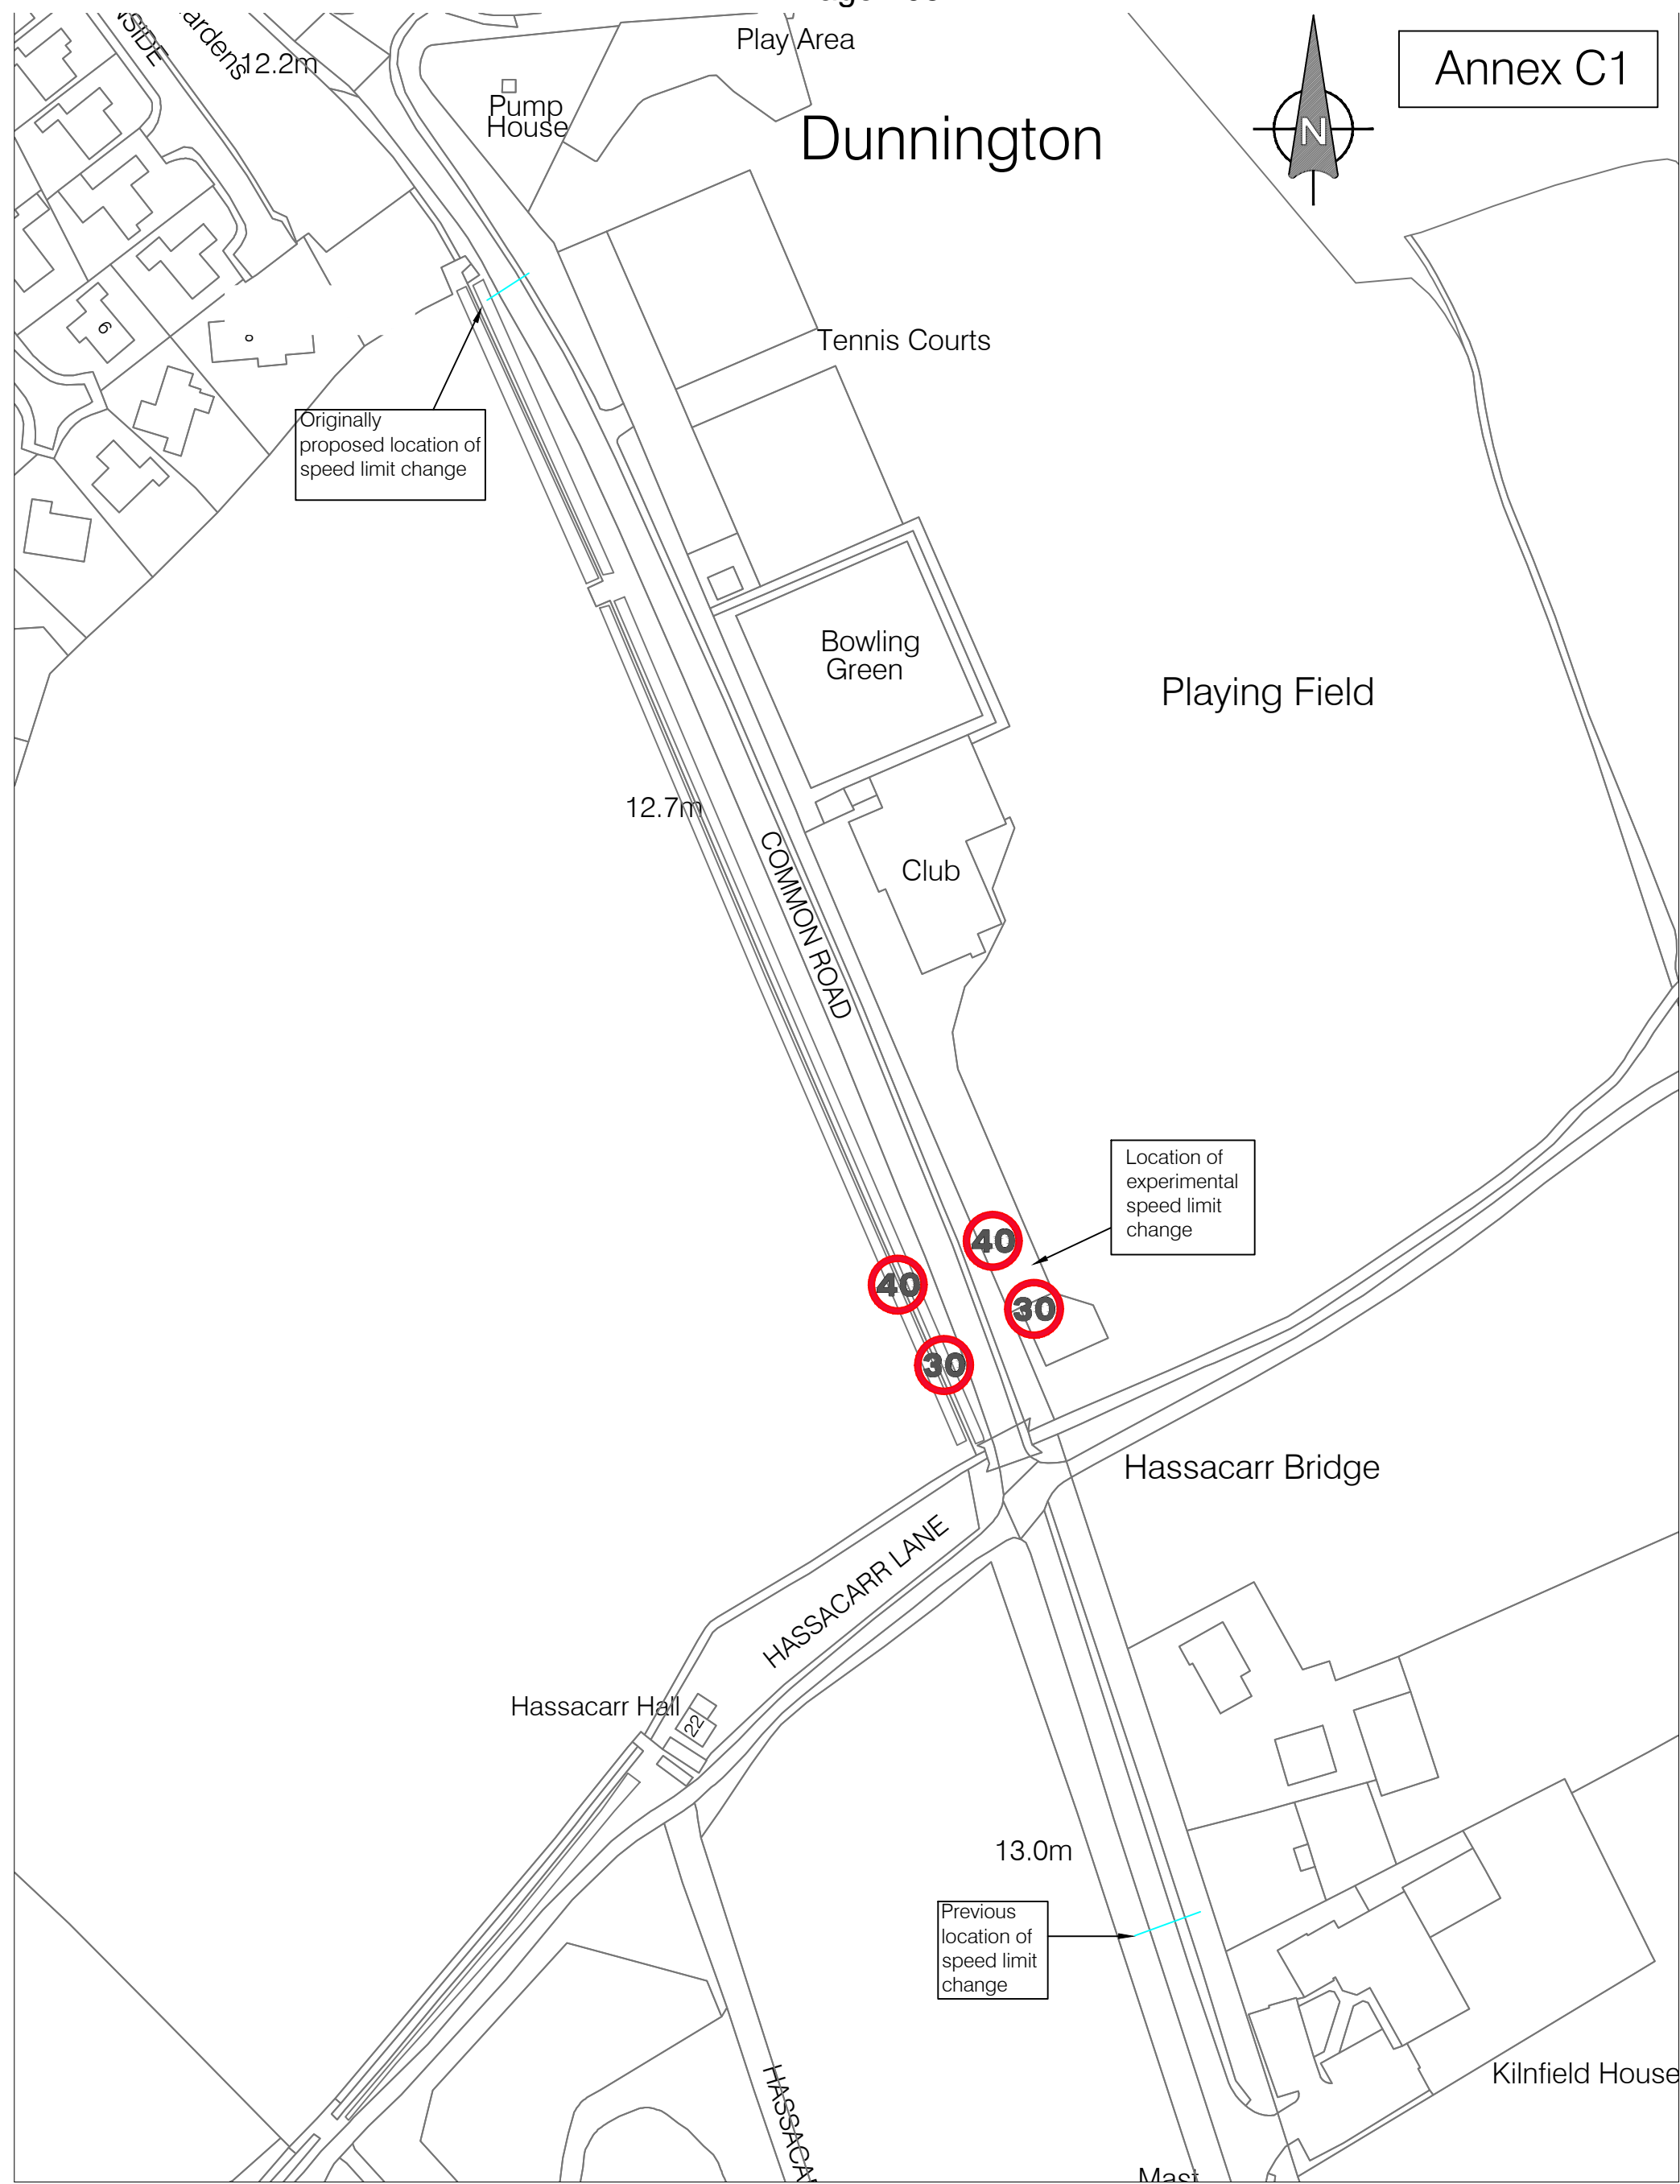 Annex C1
Play Area
12.2m
Pump
House
Dunnington
N
6
Tennis Courts
Originally
proposed location of
speed limit change
Bowling
Green
Playing Field
12.7m
COMMON ROAD
Club
Location of
experimental
speed limit
change
40
40
30
30
Hassacarr Bridge
HASSACARR LANE
Hassacarr Hall
22
13.0m
Previous
location of
speed limit
change
Kilnfield House
Mast